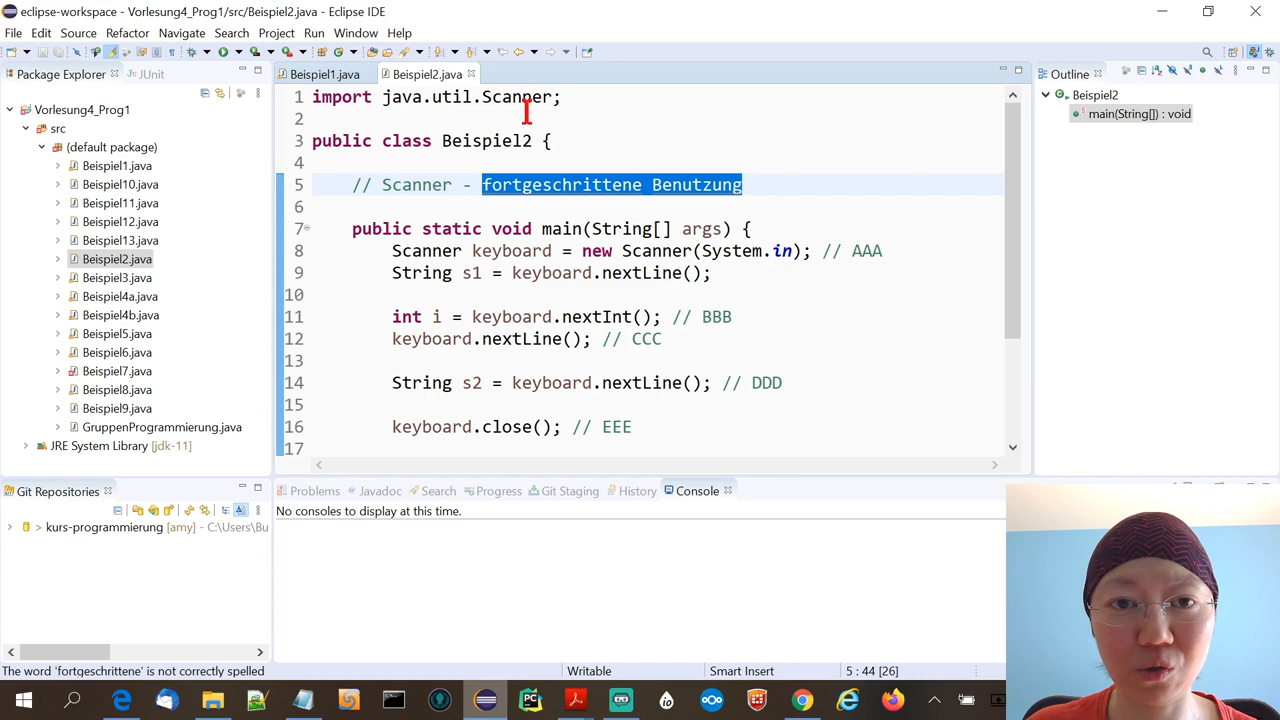 eclipse-workspace - Vorlesung4_Prog1/src/Beispiel2.java - Eclipse IDE
File Edit Source Refactor Navigate Search Project Run Window Help
Package Explorer JUnit
Beispiel1.java Beispiel2.java
Outline
Vorlesung4_Prog1
src
(default package)
Beispiel1.java
Beispiel10.java
Beispiel11.java
Beispiel12.java
Beispiel13.java
Beispiel2.java
Beispiel3.java
Beispiel4a.java
Beispiel4b.java
Beispiel5.java
Beispiel6.java
Beispiel7.java
Beispiel8.java
Beispiel9.java
GruppenProgrammierung.java
JRE System Library [jdk-11]
1 import java.util.Scanner;
2
3 public class Beispiel2 {
4
5 // Scanner - fortgeschrittene Benutzung
6
7 public static void main(String[] args) {
8 Scanner keyboard = new Scanner(System.in); // AAA
9 String s1 = keyboard.nextLine();
10
11 int i = keyboard.nextInt(); // BBB
12 keyboard.nextLine(); // CCC
13
14 String s2 = keyboard.nextLine(); // DDD
15
16 keyboard.close(); // EEE
17
Beispiel2
main(String[]) : void
Git Repositories
> kurs-programmierung [amy] - C:\Users\Bu
Problems Javadoc Search Progress Git Staging History Console
No consoles to display at this time.
The word 'fortgeschrittene' is not correctly spelled
Writable
Smart Insert
5 : 44 [26]
PC
io